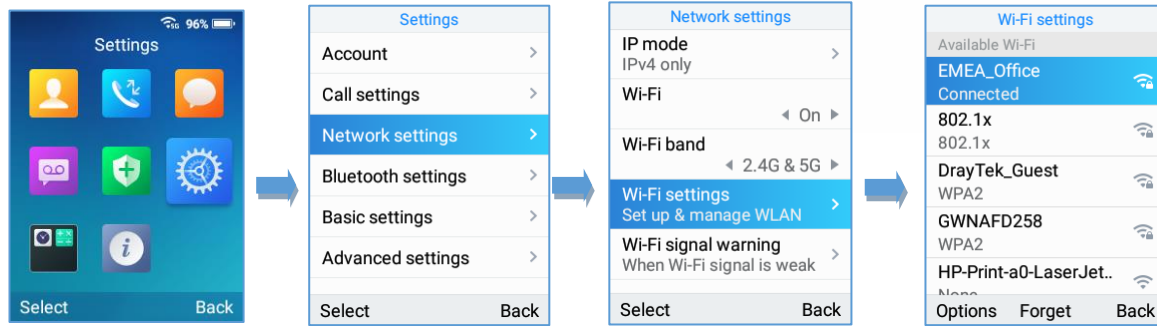 5G 96%
Settings
Select Back
Settings
Account
Call settings
Network settings
Bluetooth settings
Basic settings
Advanced settings
Select Back
Network settings
IP mode
IPv4 only
Wi-Fi
On
Wi-Fi band
2.4G & 5G
Wi-Fi settings
Set up & manage WLAN
Wi-Fi signal warning
When Wi-Fi signal is weak
Select Back
Wi-Fi settings
Available Wi-Fi
EMEA_Office
Connected
802.1x
802.1x
DrayTek_Guest
WPA2
GWNAFD258
WPA2
HP-Print-a0-LaserJet..
None
Options Forget Back